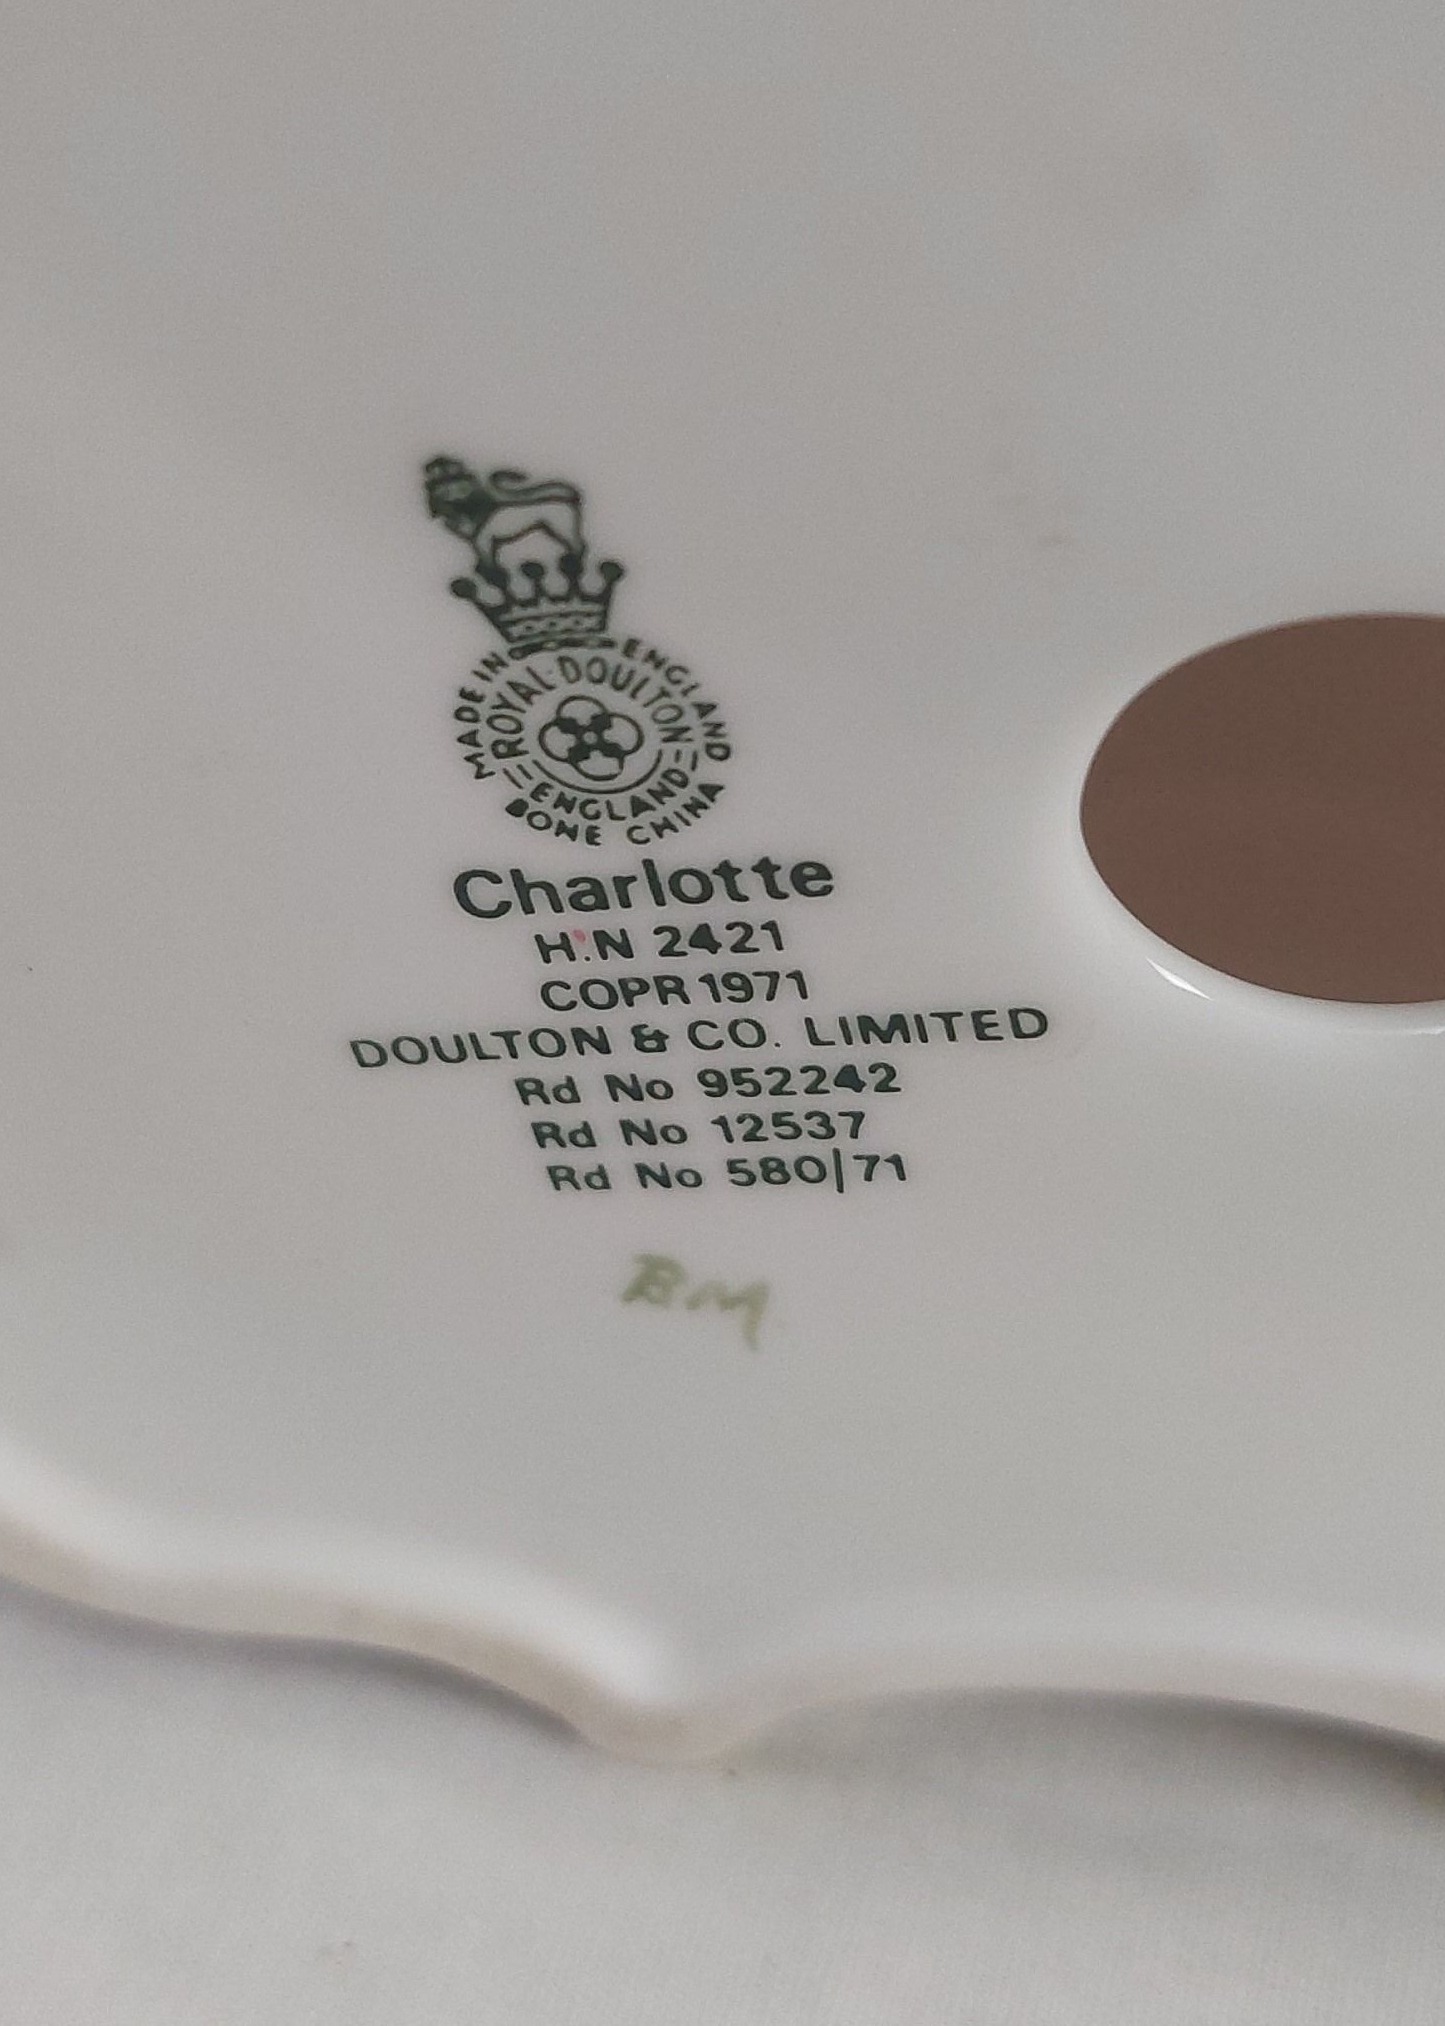 MADE IN ENGLAND
ROYAL·DOULTON
ENGLAND
BONE CHINA
Charlotte
H.N 2421
COPR 1971
DOULTON & CO. LIMITED
Rd No 952242
Rd No 12537
Rd No 580/71
BM